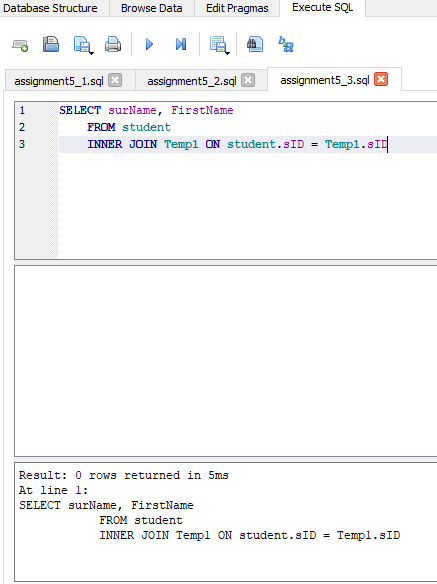 Database Structure Browse Data Edit Pragmas Execute SQL
assignment5_1.sql assignment5_2.sql assignment5_3.sql
1 SELECT surName, FirstName
2 FROM student
3 INNER JOIN Temp1 ON student.sID = Temp1.sID
Result: 0 rows returned in 5ms
At line 1:
SELECT surName, FirstName
FROM student
INNER JOIN Temp1 ON student.sID = Temp1.sID